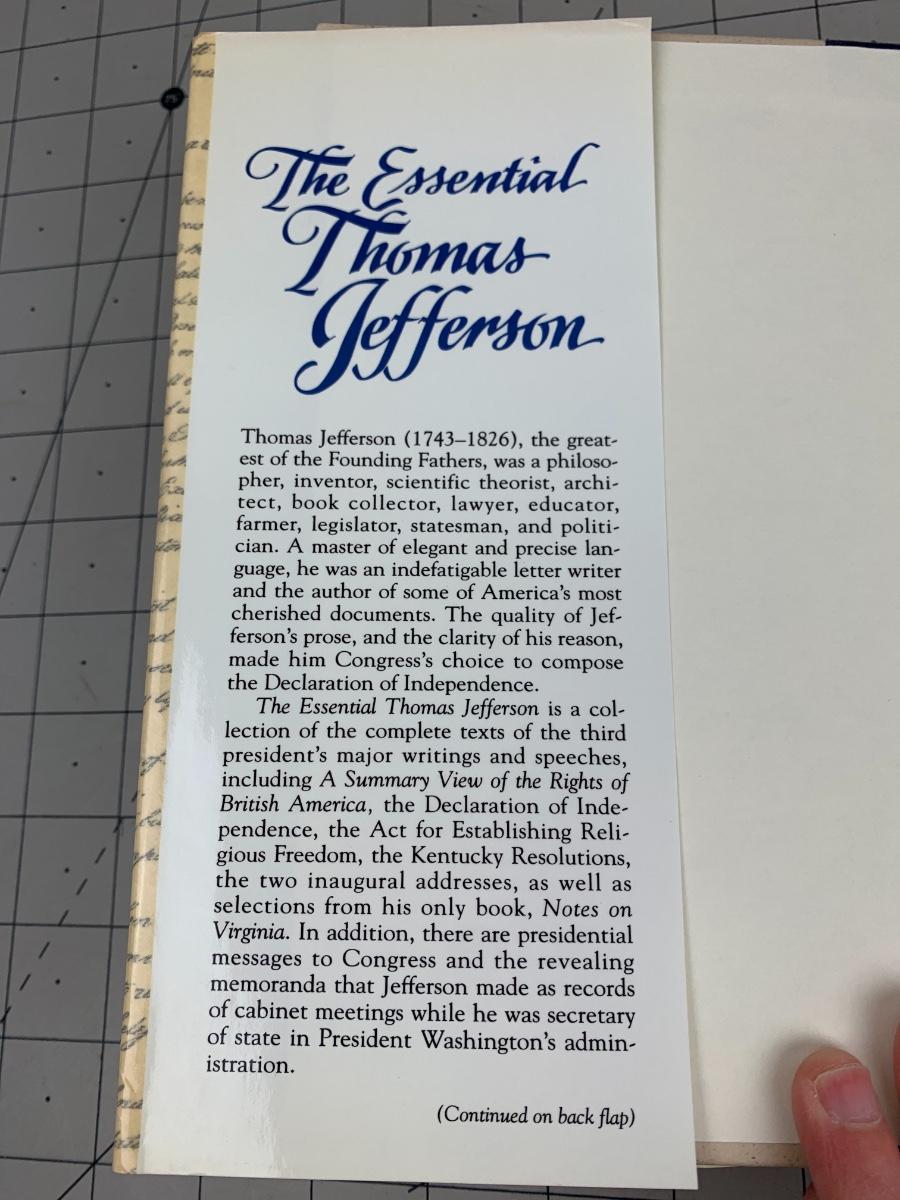 The Essential
Thomas
Jefferson
Thomas Jefferson (1743–1826), the great-
est of the Founding Fathers, was a philoso-
pher, inventor, scientific theorist, archi-
tect, book collector, lawyer, educator,
farmer, legislator, statesman, and politi-
cian. A master of elegant and precise lan-
guage, he was an indefatigable letter writer
and the author of some of America's most
cherished documents. The quality of Jef-
ferson's prose, and the clarity of his reason,
made him Congress's choice to compose
the Declaration of Independence.
The Essential Thomas Jefferson is a col-
lection of the complete texts of the third
president's major writings and speeches,
including A Summary View of the Rights of
British America, the Declaration of Inde-
pendence, the Act for Establishing Reli-
gious Freedom, the Kentucky Resolutions,
the two inaugural addresses, as well as
selections from his only book, Notes on
Virginia. In addition, there are presidential
messages to Congress and the revealing
memoranda that Jefferson made as records
of cabinet meetings while he was secretary
of state in President Washington's admin-
istration.
(Continued on back flap)